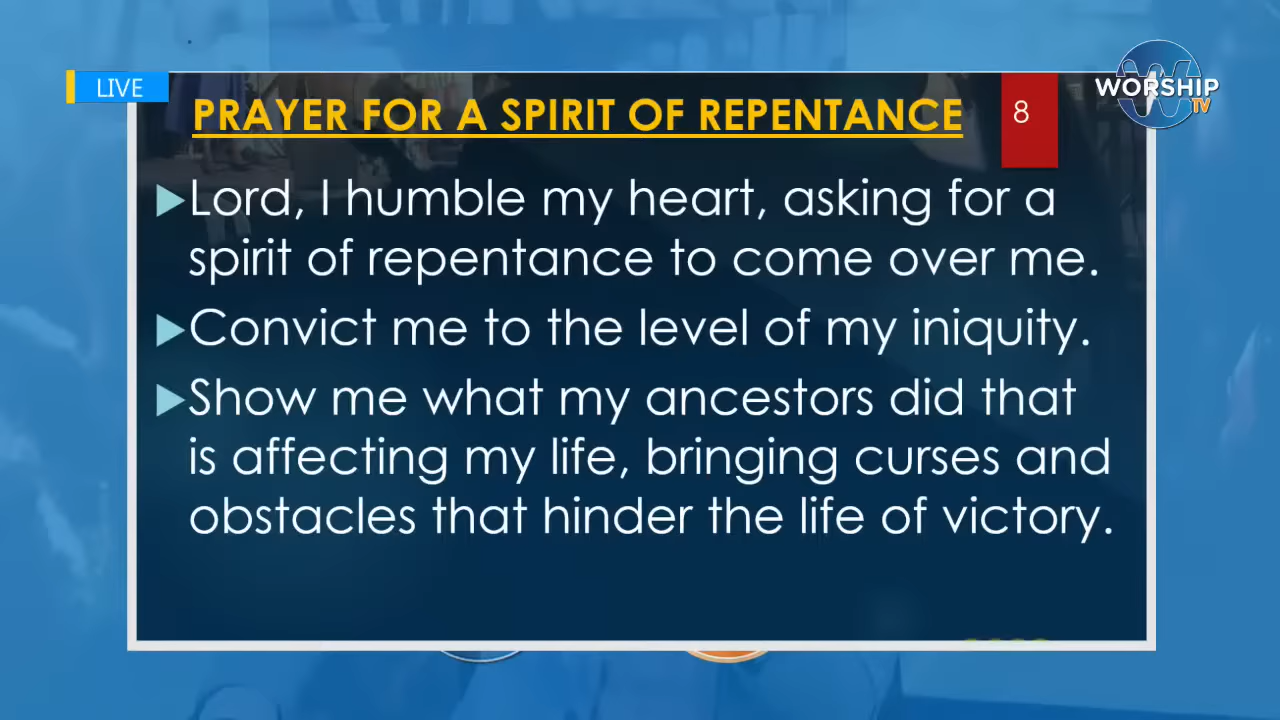 LIVE
WORSHIP
TV
PRAYER FOR A SPIRIT OF REPENTANCE
8
Lord, I humble my heart, asking for a
spirit of repentance to come over me.
Convict me to the level of my iniquity.
Show me what my ancestors did that
is affecting my life, bringing curses and
obstacles that hinder the life of victory.